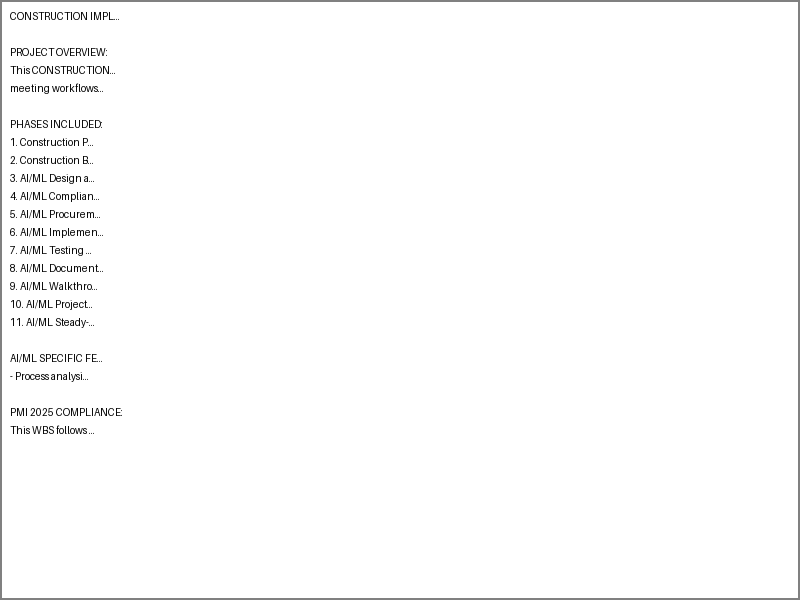 CONSTRUCTION IMPL...
PROJECT OVERVIEW:
This CONSTRUCTION...
meeting workflows...
PHASES INCLUDED:
1. Construction P...
2. Construction B...
3. AI/ML Design a...
4. AI/ML Complian...
5. AI/ML Procurem...
6. AI/ML Implemen...
7. AI/ML Testing ...
8. AI/ML Document...
9. AI/ML Walkthro...
10. AI/ML Project...
11. AI/ML Steady-...
AI/ML SPECIFIC FE...
- Process analysi...
PMI 2025 COMPLIANCE:
This WBS follows ...